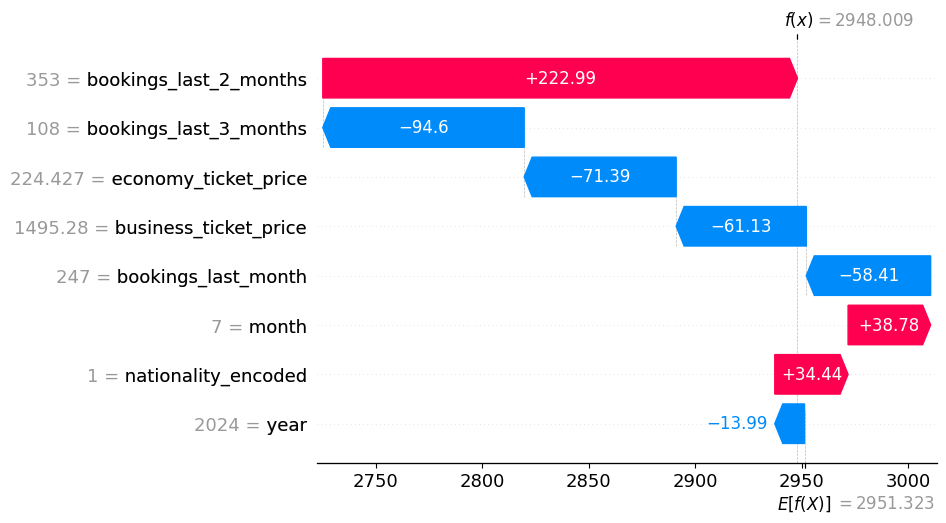 f(x) = 2948.009
353 = bookings_last_2_months
+222.99
108 = bookings_last_3_months
−94.6
224.427 = economy_ticket_price
−71.39
1495.28 = business_ticket_price
−61.13
247 = bookings_last_month
−58.41
7 = month
+38.78
1 = nationality_encoded
+34.44
2024 = year
−13.99
2750 2800 2850 2900 2950 3000
E[f(X)] = 2951.323